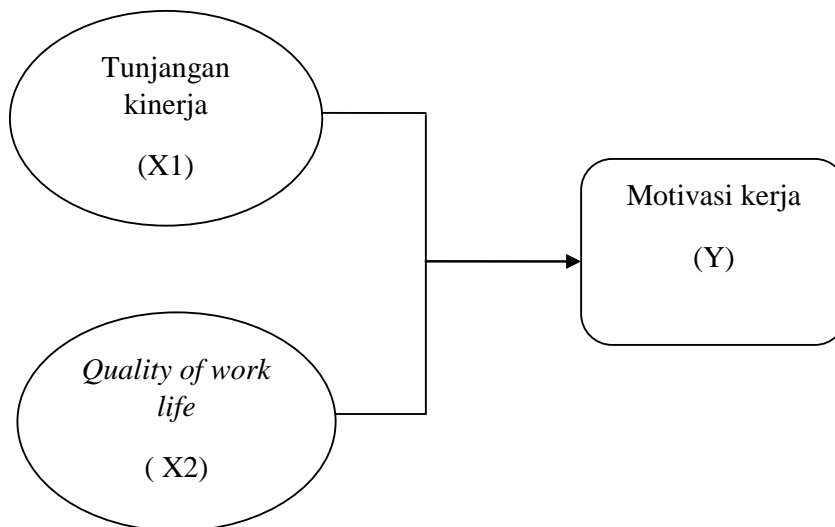 Tunjangan
kinerja
(X1)
Motivasi kerja
(Y)
Quality of work
life
( X2)